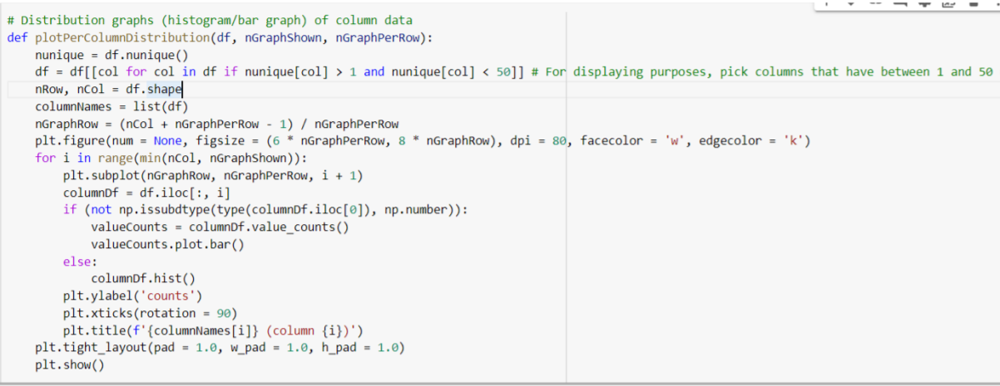 # Distribution graphs (histogram/bar graph) of column data
def plotPerColumnDistribution(df, nGraphShown, nGraphPerRow):
    nunique = df.nunique()
    df = df[[col for col in df if nunique[col] > 1 and nunique[col] < 50]] # For displaying purposes, pick columns that have between 1 and 50
    nRow, nCol = df.shape
    columnNames = list(df)
    nGraphRow = (nCol + nGraphPerRow - 1) / nGraphPerRow
    plt.figure(num = None, figsize = (6 * nGraphPerRow, 8 * nGraphRow), dpi = 80, facecolor = 'w', edgecolor = 'k')
    for i in range(min(nCol, nGraphShown)):
        plt.subplot(nGraphRow, nGraphPerRow, i + 1)
        columnDf = df.iloc[:, i]
        if (not np.issubdtype(type(columnDf.iloc[0]), np.number)):
            valueCounts = columnDf.value_counts()
            valueCounts.plot.bar()
        else:
            columnDf.hist()
        plt.ylabel('counts')
        plt.xticks(rotation = 90)
        plt.title(f'{columnNames[i]} (column {i})')
    plt.tight_layout(pad = 1.0, w_pad = 1.0, h_pad = 1.0)
    plt.show()